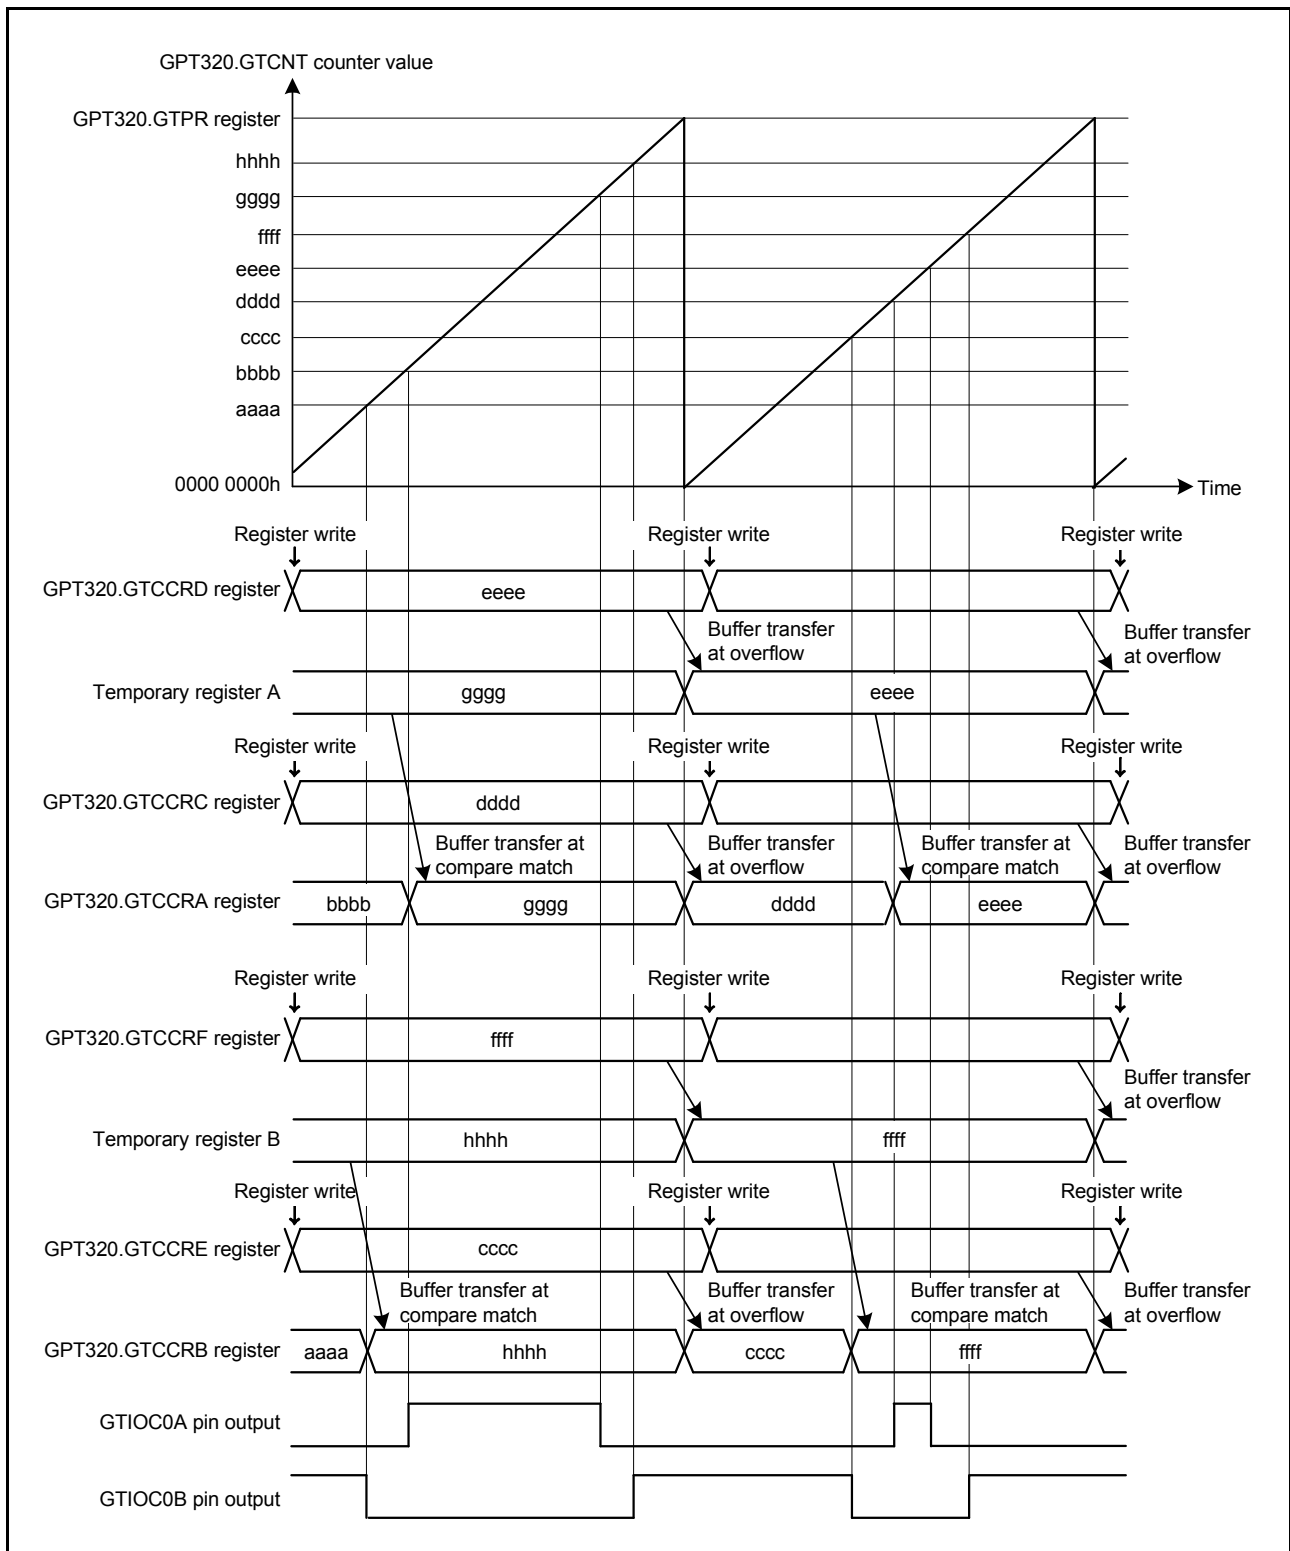 GPT320.GTCNT counter value
GPT320.GTPR register
hhhh
gggg
ffff
eeee
dddd
cccc
bbbb
aaaa
0000 0000h
Time
Register write Register write Register write
GPT320.GTCCRD register eeee
Buffer transfer
at overflow
Buffer transfer
at overflow
Temporary register A gggg eeee
Register write Register write Register write
GPT320.GTCCRC register dddd
Buffer transfer at
compare match
Buffer transfer
at overflow
Buffer transfer at
compare match
Buffer transfer
at overflow
GPT320.GTCCRA register bbbb gggg dddd eeee
Register write Register write Register write
GPT320.GTCCRF register ffff
Buffer transfer
at overflow
Temporary register B hhhh ffff
Register write Register write Register write
GPT320.GTCCRE register cccc
Buffer transfer at
compare match
Buffer transfer
at overflow
Buffer transfer at
compare match
Buffer transfer
at overflow
GPT320.GTCCRB register aaaa hhhh cccc ffff
GTIOC0A pin output
GTIOC0B pin output